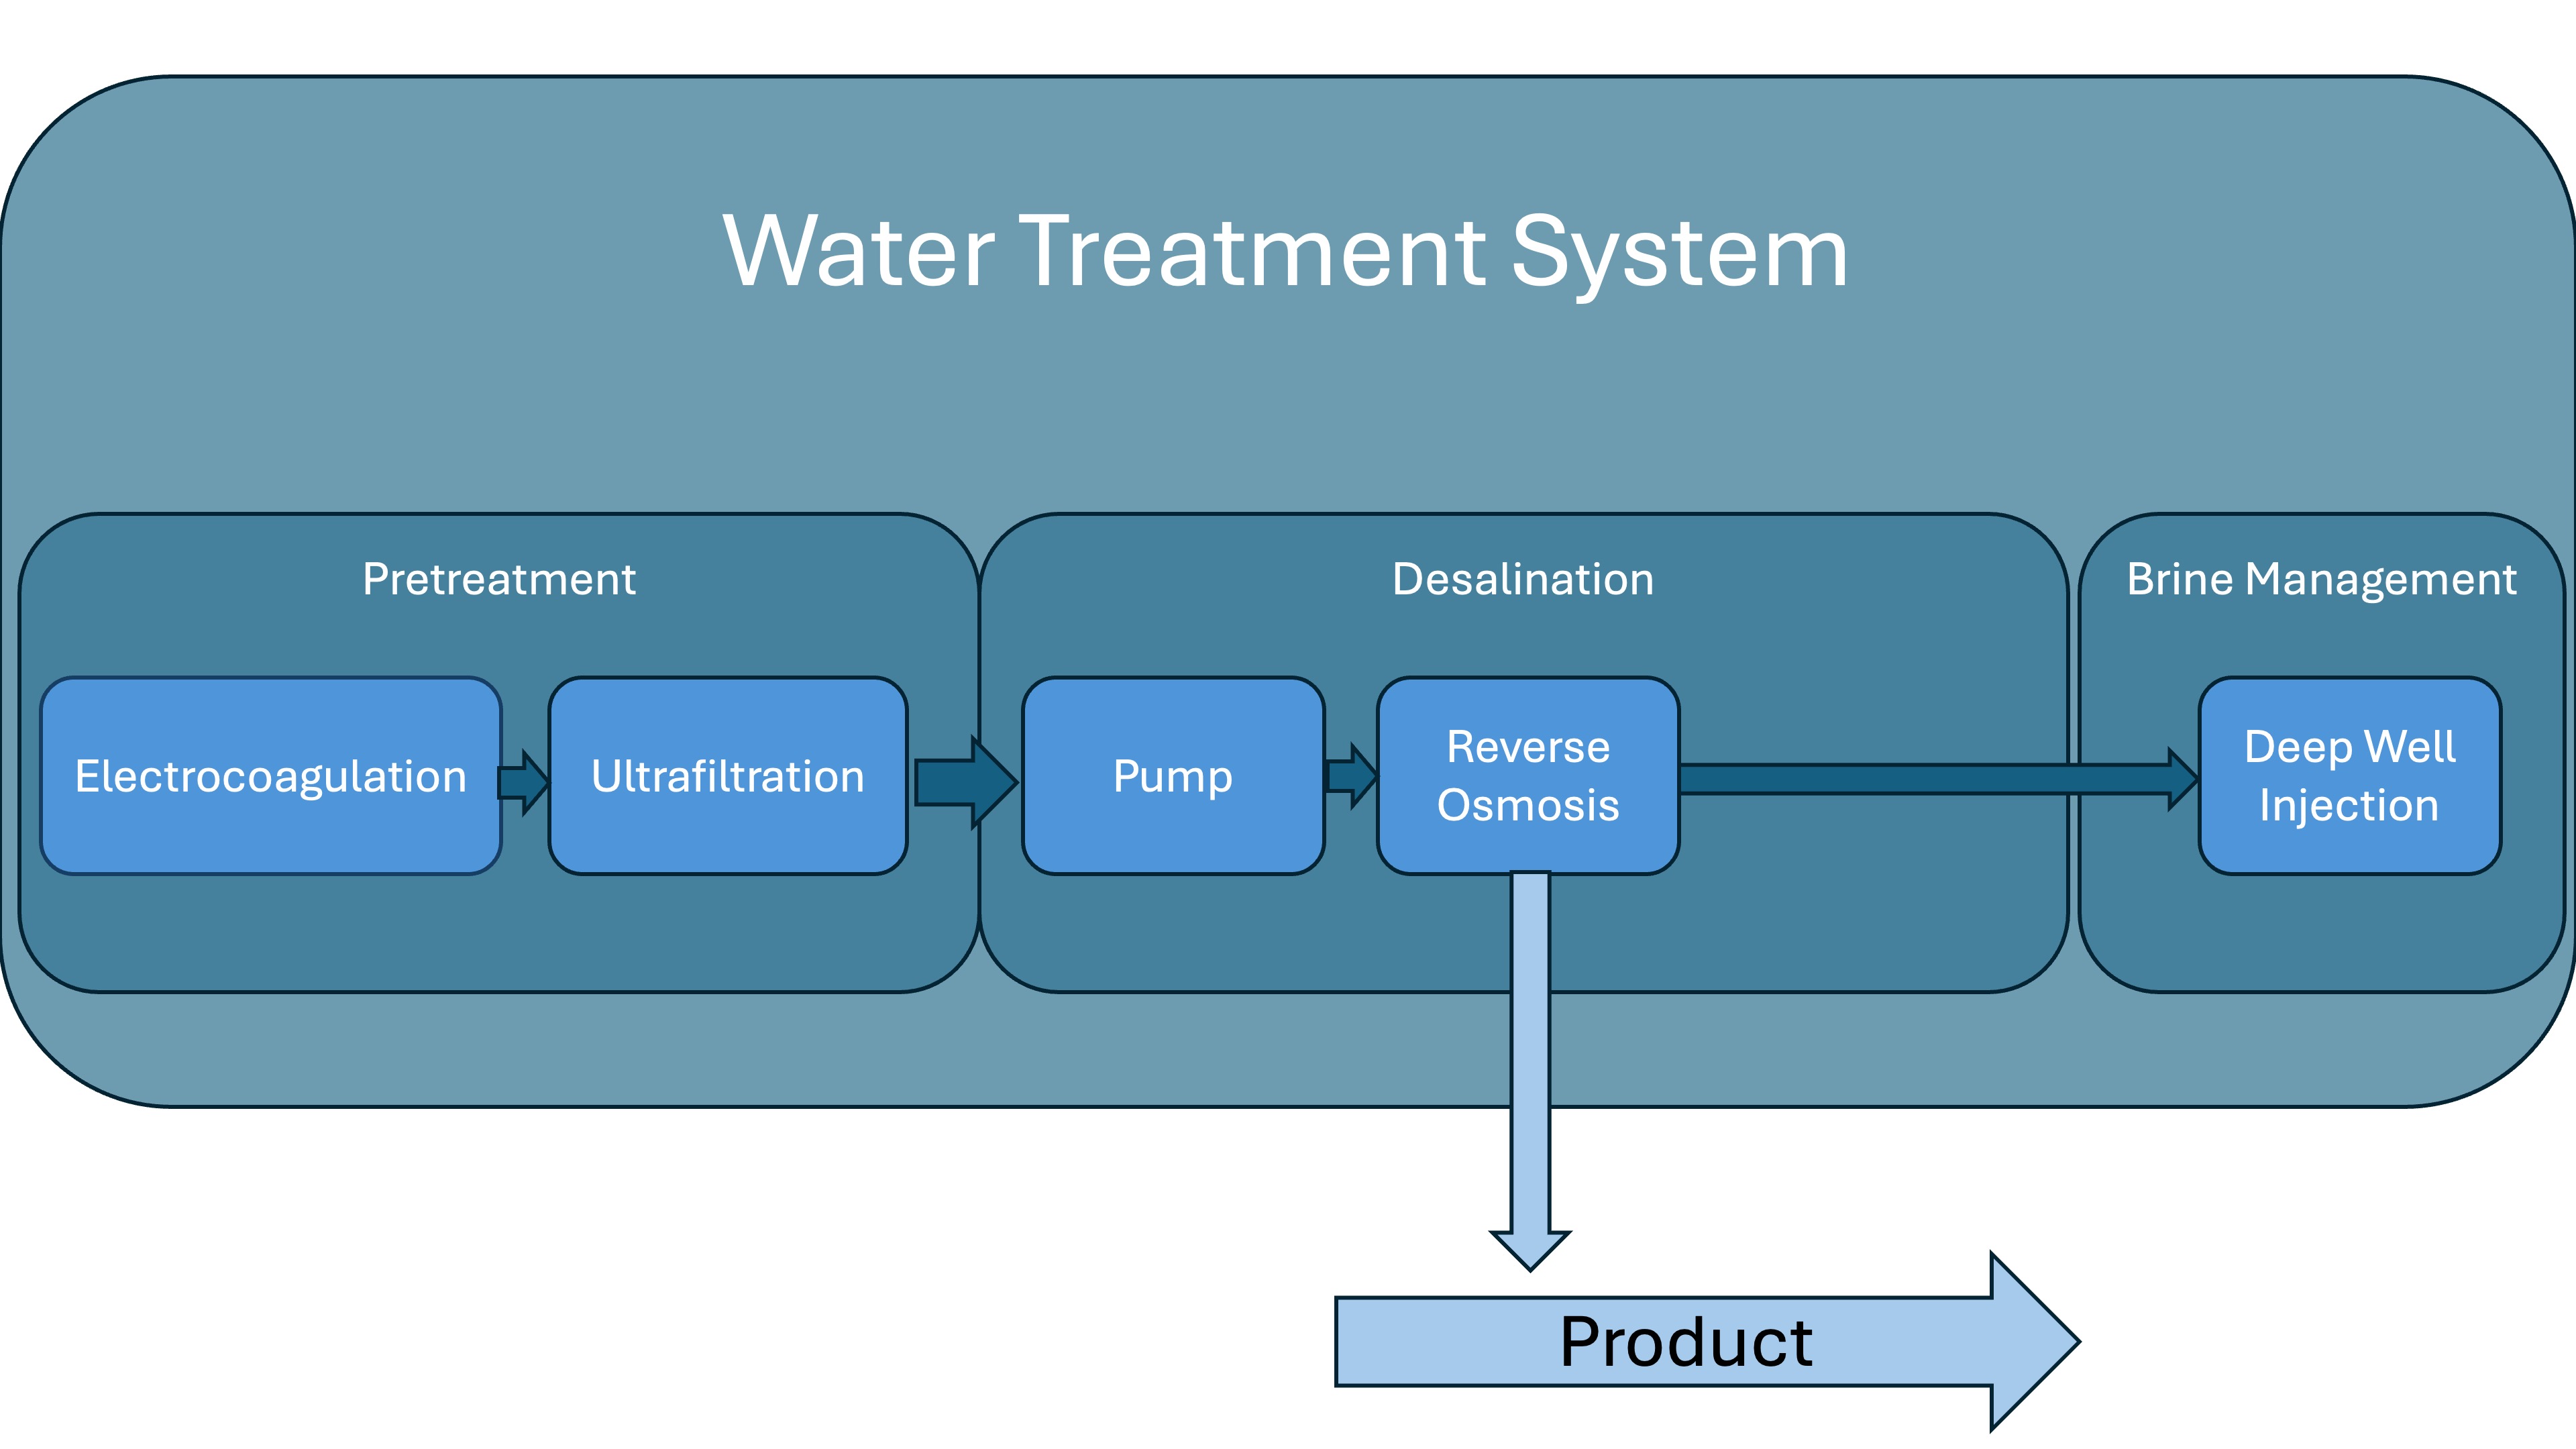 Water Treatment System
Pretreatment
Desalination
Brine Management
Electrocoagulation
Ultrafiltration
Pump
Reverse
Osmosis
Deep Well
Injection
Product